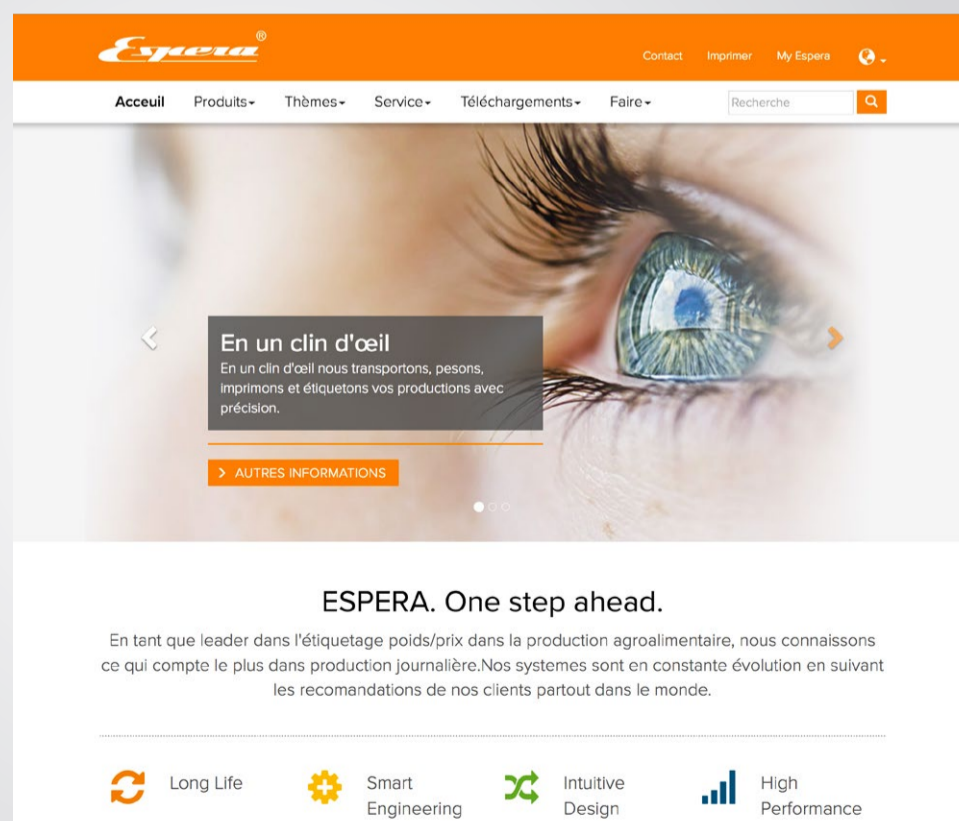 Espera®
Contact Imprimer My Espera
Acceuil Produits Thèmes Service Téléchargements Faire Recherche
En un clin d'œil
En un clin d'œil nous transportons, pesons,
imprimons et étiquetons vos productions avec
précision.
AUTRES INFORMATIONS
ESPERA. One step ahead.
En tant que leader dans l'étiquetage poids/prix dans la production agroalimentaire, nous connaissons
ce qui compte le plus dans production journalière.Nos systemes sont en constante évolution en suivant
les recomandations de nos clients partout dans le monde.
Long Life
Smart
Engineering
Intuitive
Design
High
Performance